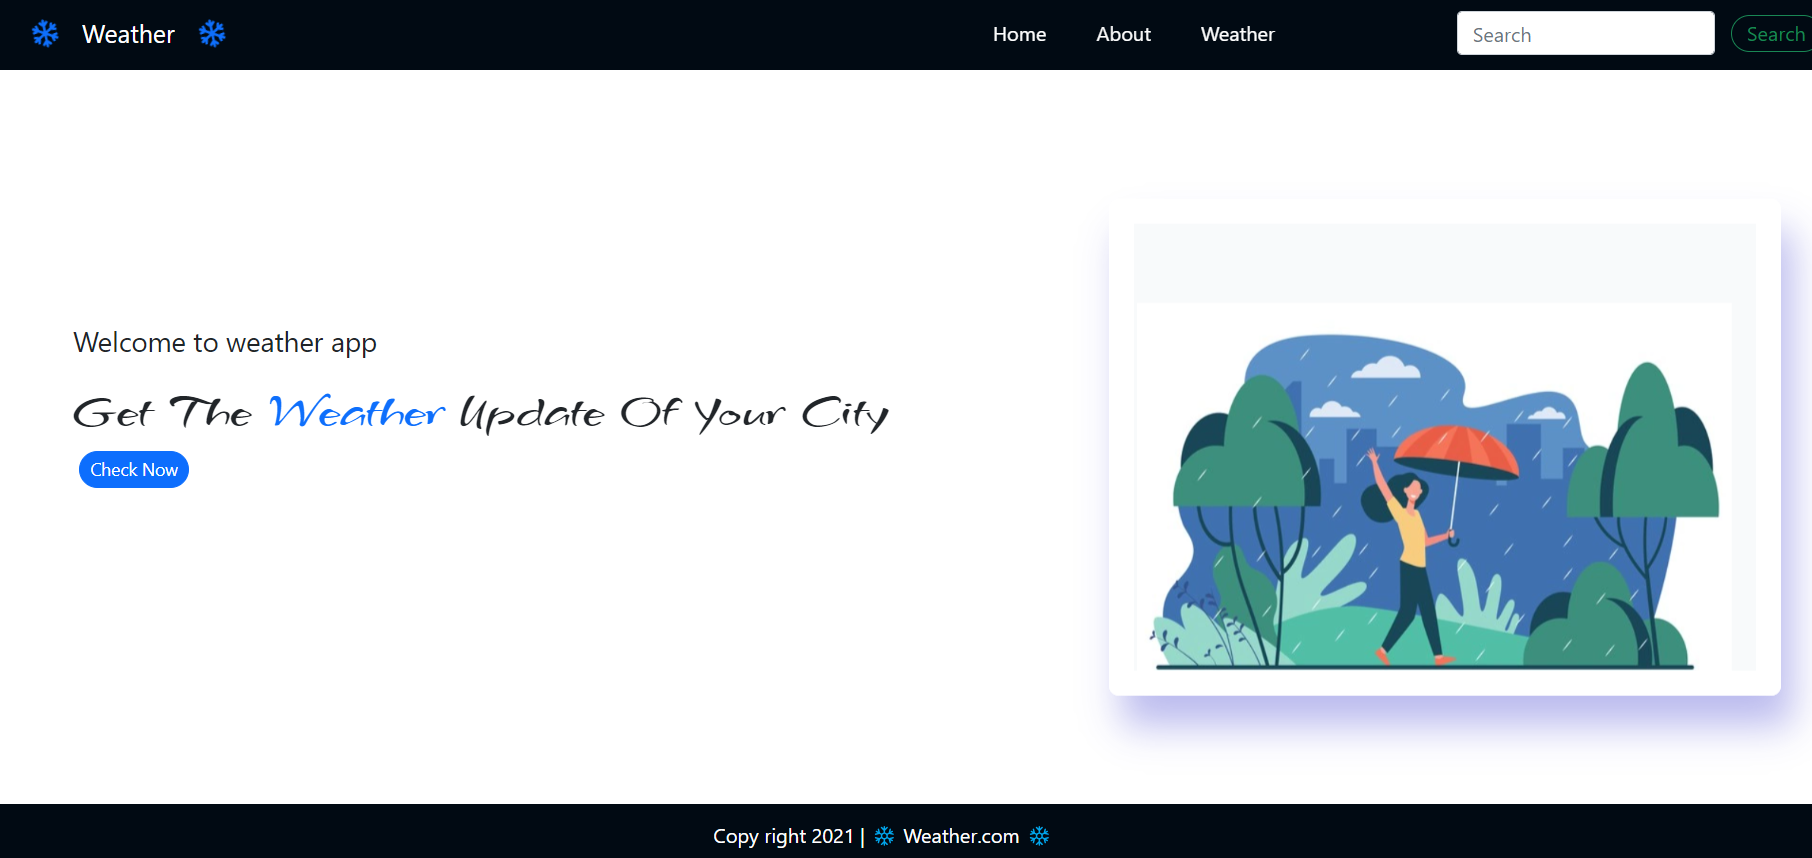 Weather
Home About Weather
Search
Search
Welcome to weather app
Get The Weather Update Of Your City
Check Now
Copy right 2021 | Weather.com